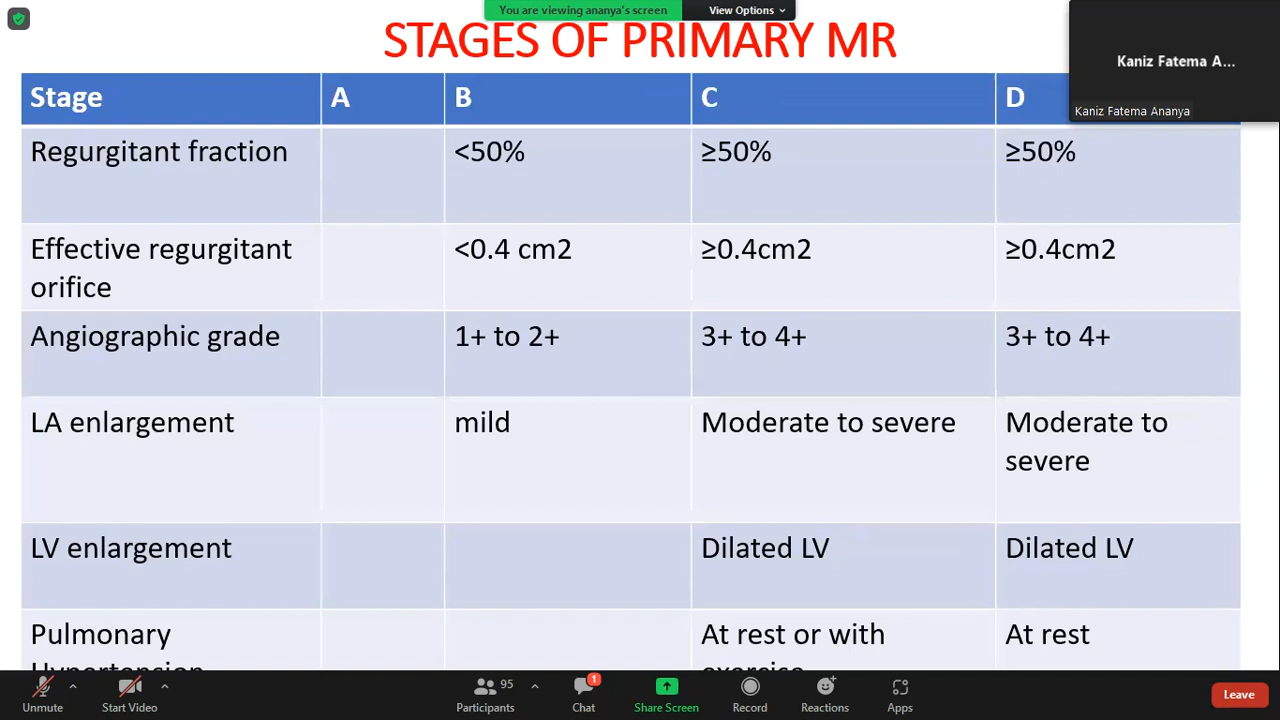 You are viewing ananya's screen
View Options
STAGES OF PRIMARY MR
Kaniz Fatema A...
Kaniz Fatema Ananya
Stage A B C D
Regurgitant fraction <50% ≥50% ≥50%
Effective regurgitant <0.4 cm2 ≥0.4cm2 ≥0.4cm2
orifice
Angiographic grade 1+ to 2+ 3+ to 4+ 3+ to 4+
LA enlargement mild Moderate to severe Moderate to
severe
LV enlargement Dilated LV Dilated LV
Pulmonary At rest or with At rest
Hypertension exercise
Unmute
Start Video
95
Participants
1
Chat
Share Screen
Record
Reactions
Apps
Leave